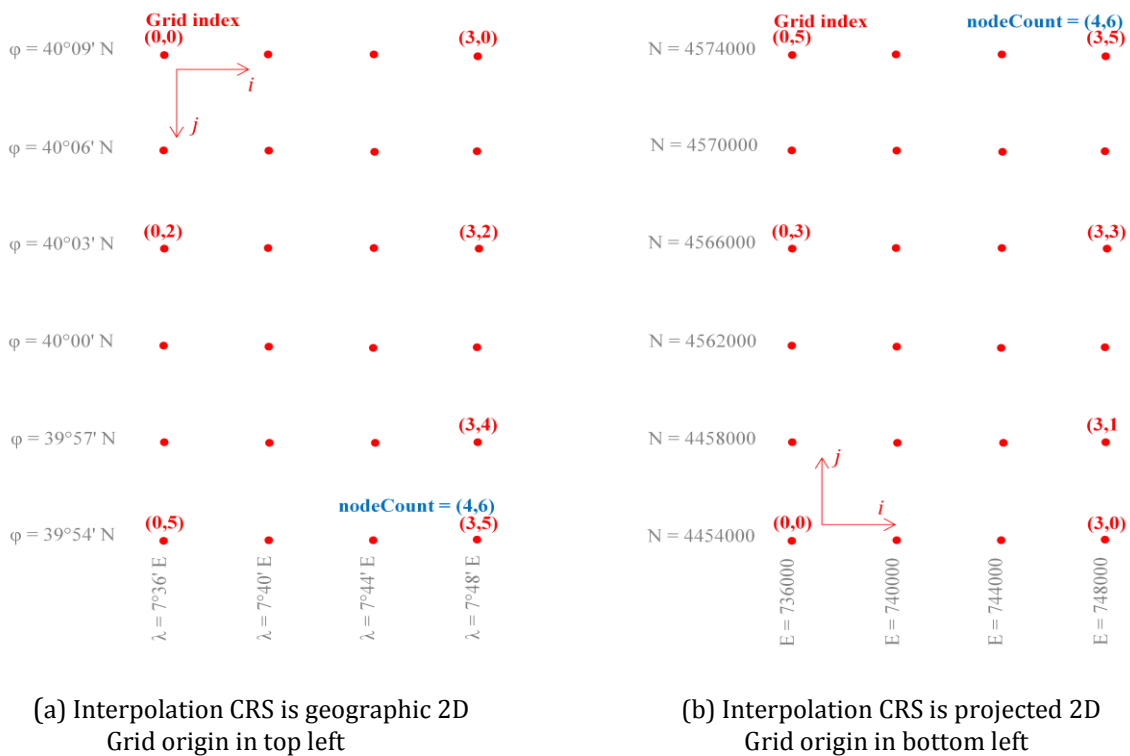 Grid index
(0,0) (3,0)
φ = 40°09' N
i
j
φ = 40°06' N
(0,2) (3,2)
φ = 40°03' N
φ = 40°00' N
(3,4)
φ = 39°57' N
nodeCount = (4,6)
(0,5) (3,5)
φ = 39°54' N
λ = 7°36' E
λ = 7°40' E
λ = 7°44' E
λ = 7°48' E
(a) Interpolation CRS is geographic 2D
Grid origin in top left
Grid index nodeCount = (4,6)
(0,5) (3,5)
N = 4574000
N = 4570000
(0,3) (3,3)
N = 4566000
N = 4562000
(3,1
N = 4458000
j
i
(0,0) (3,0)
N = 4454000
E = 736000
E = 740000
E = 744000
E = 748000
(b) Interpolation CRS is projected 2D
Grid origin in bottom left